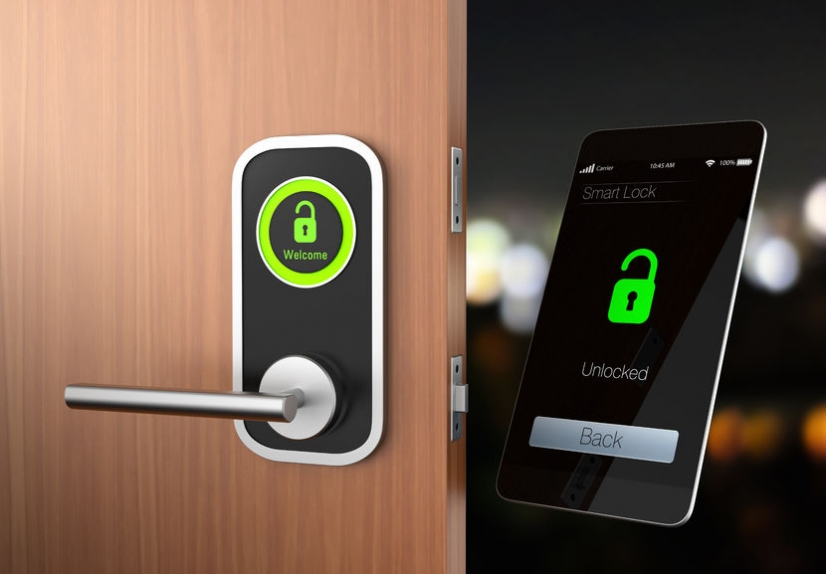 Welcome
Carrier
10:45 AM
100%
Smart Lock
Unlocked
Back